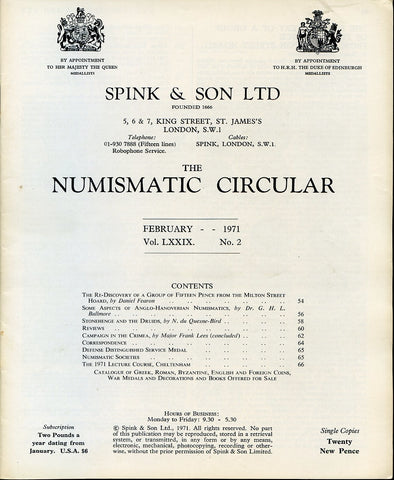 BY APPOINTMENT
TO HER MAJESTY THE QUEEN
MEDALLISTS
BY APPOINTMENT
TO H.R.H. THE DUKE OF EDINBURGH
MEDALLISTS
SPINK & SON LTD
FOUNDED 1666
5, 6 & 7, KING STREET, ST. JAMES'S
LONDON, S.W.1
Telephone: Cables:
01-930 7888 (Fifteen lines) SPINK, LONDON, S.W.1.
Robophone Service.
THE
NUMISMATIC CIRCULAR
FEBRUARY - - 1971
Vol. LXXIX. No. 2
CONTENTS
The Re-Discovery of a Group of Fifteen Pence from the Milton Street
Hoard, by Daniel Fearon .. .. .. .. .. .. 54
Some Aspects of Anglo-Hanoverian Numismatics, by Dr. G. H. L.
Bullmore .. .. .. .. .. .. .. .. 56
Stonehenge and the Druids, by N. du Quesne-Bird .. .. .. 58
Reviews .. .. .. .. .. .. .. .. 60
Campaign in the Crimea, by Major Frank Lees (concluded) .. .. 62
Correspondence .. .. .. .. .. .. .. 64
Defense Distinguished Service Medal .. .. .. .. 65
Numismatic Societies .. .. .. .. .. .. 65
The 1971 Lecture Course, Cheltenham .. .. .. .. 66
Catalogue of Greek, Roman, Byzantine, English and Foreign Coins,
War Medals and Decorations and Books Offered for Sale
Hours of Business:
Monday to Friday: 9.30 - 5.30
Subscription
Two Pounds a
year dating from
January. U.S.A. $6
© Spink & Son Ltd., 1971. All rights reserved. No part
of this publication may be reproduced, stored in a retrieval
system, or transmitted, in any form or by any means,
electronic, mechanical, photocopying, recording or other-
wise, without the prior permission of Spink & Son Limited.
Single Copies
Twenty
New Pence